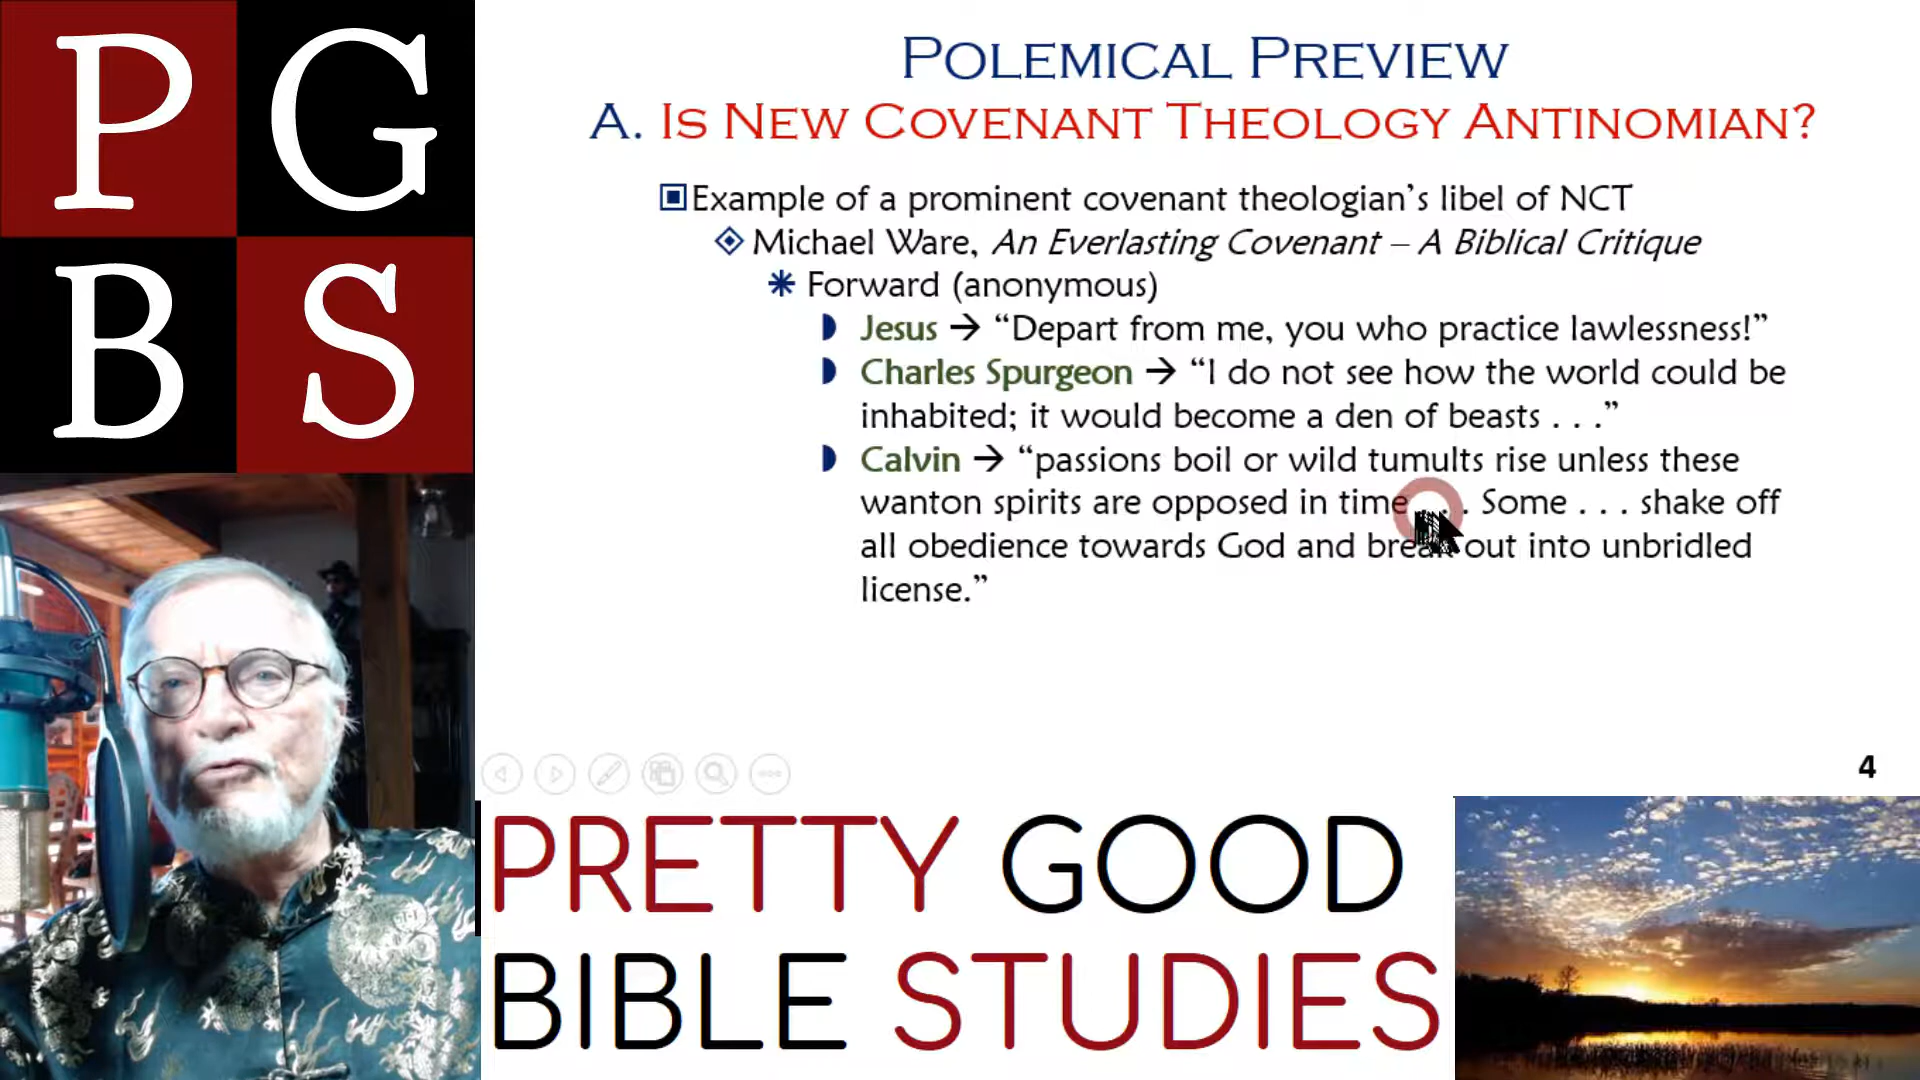 P G
B S
POLEMICAL PREVIEW
A. IS NEW COVENANT THEOLOGY ANTINOMIAN?
Example of a prominent covenant theologian's libel of NCT
Michael Ware, An Everlasting Covenant – A Biblical Critique
Forward (anonymous)
Jesus → “Depart from me, you who practice lawlessness!”
Charles Spurgeon → “I do not see how the world could be
inhabited; it would become a den of beasts . . .”
Calvin → “passions boil or wild tumults rise unless these
wanton spirits are opposed in time . . . Some . . . shake off
all obedience towards God and break out into unbridled
license.”
4
PRETTY GOOD
BIBLE STUDIES